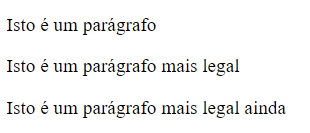 Isto é um parágrafo
Isto é um parágrafo mais legal
Isto é um parágrafo mais legal ainda